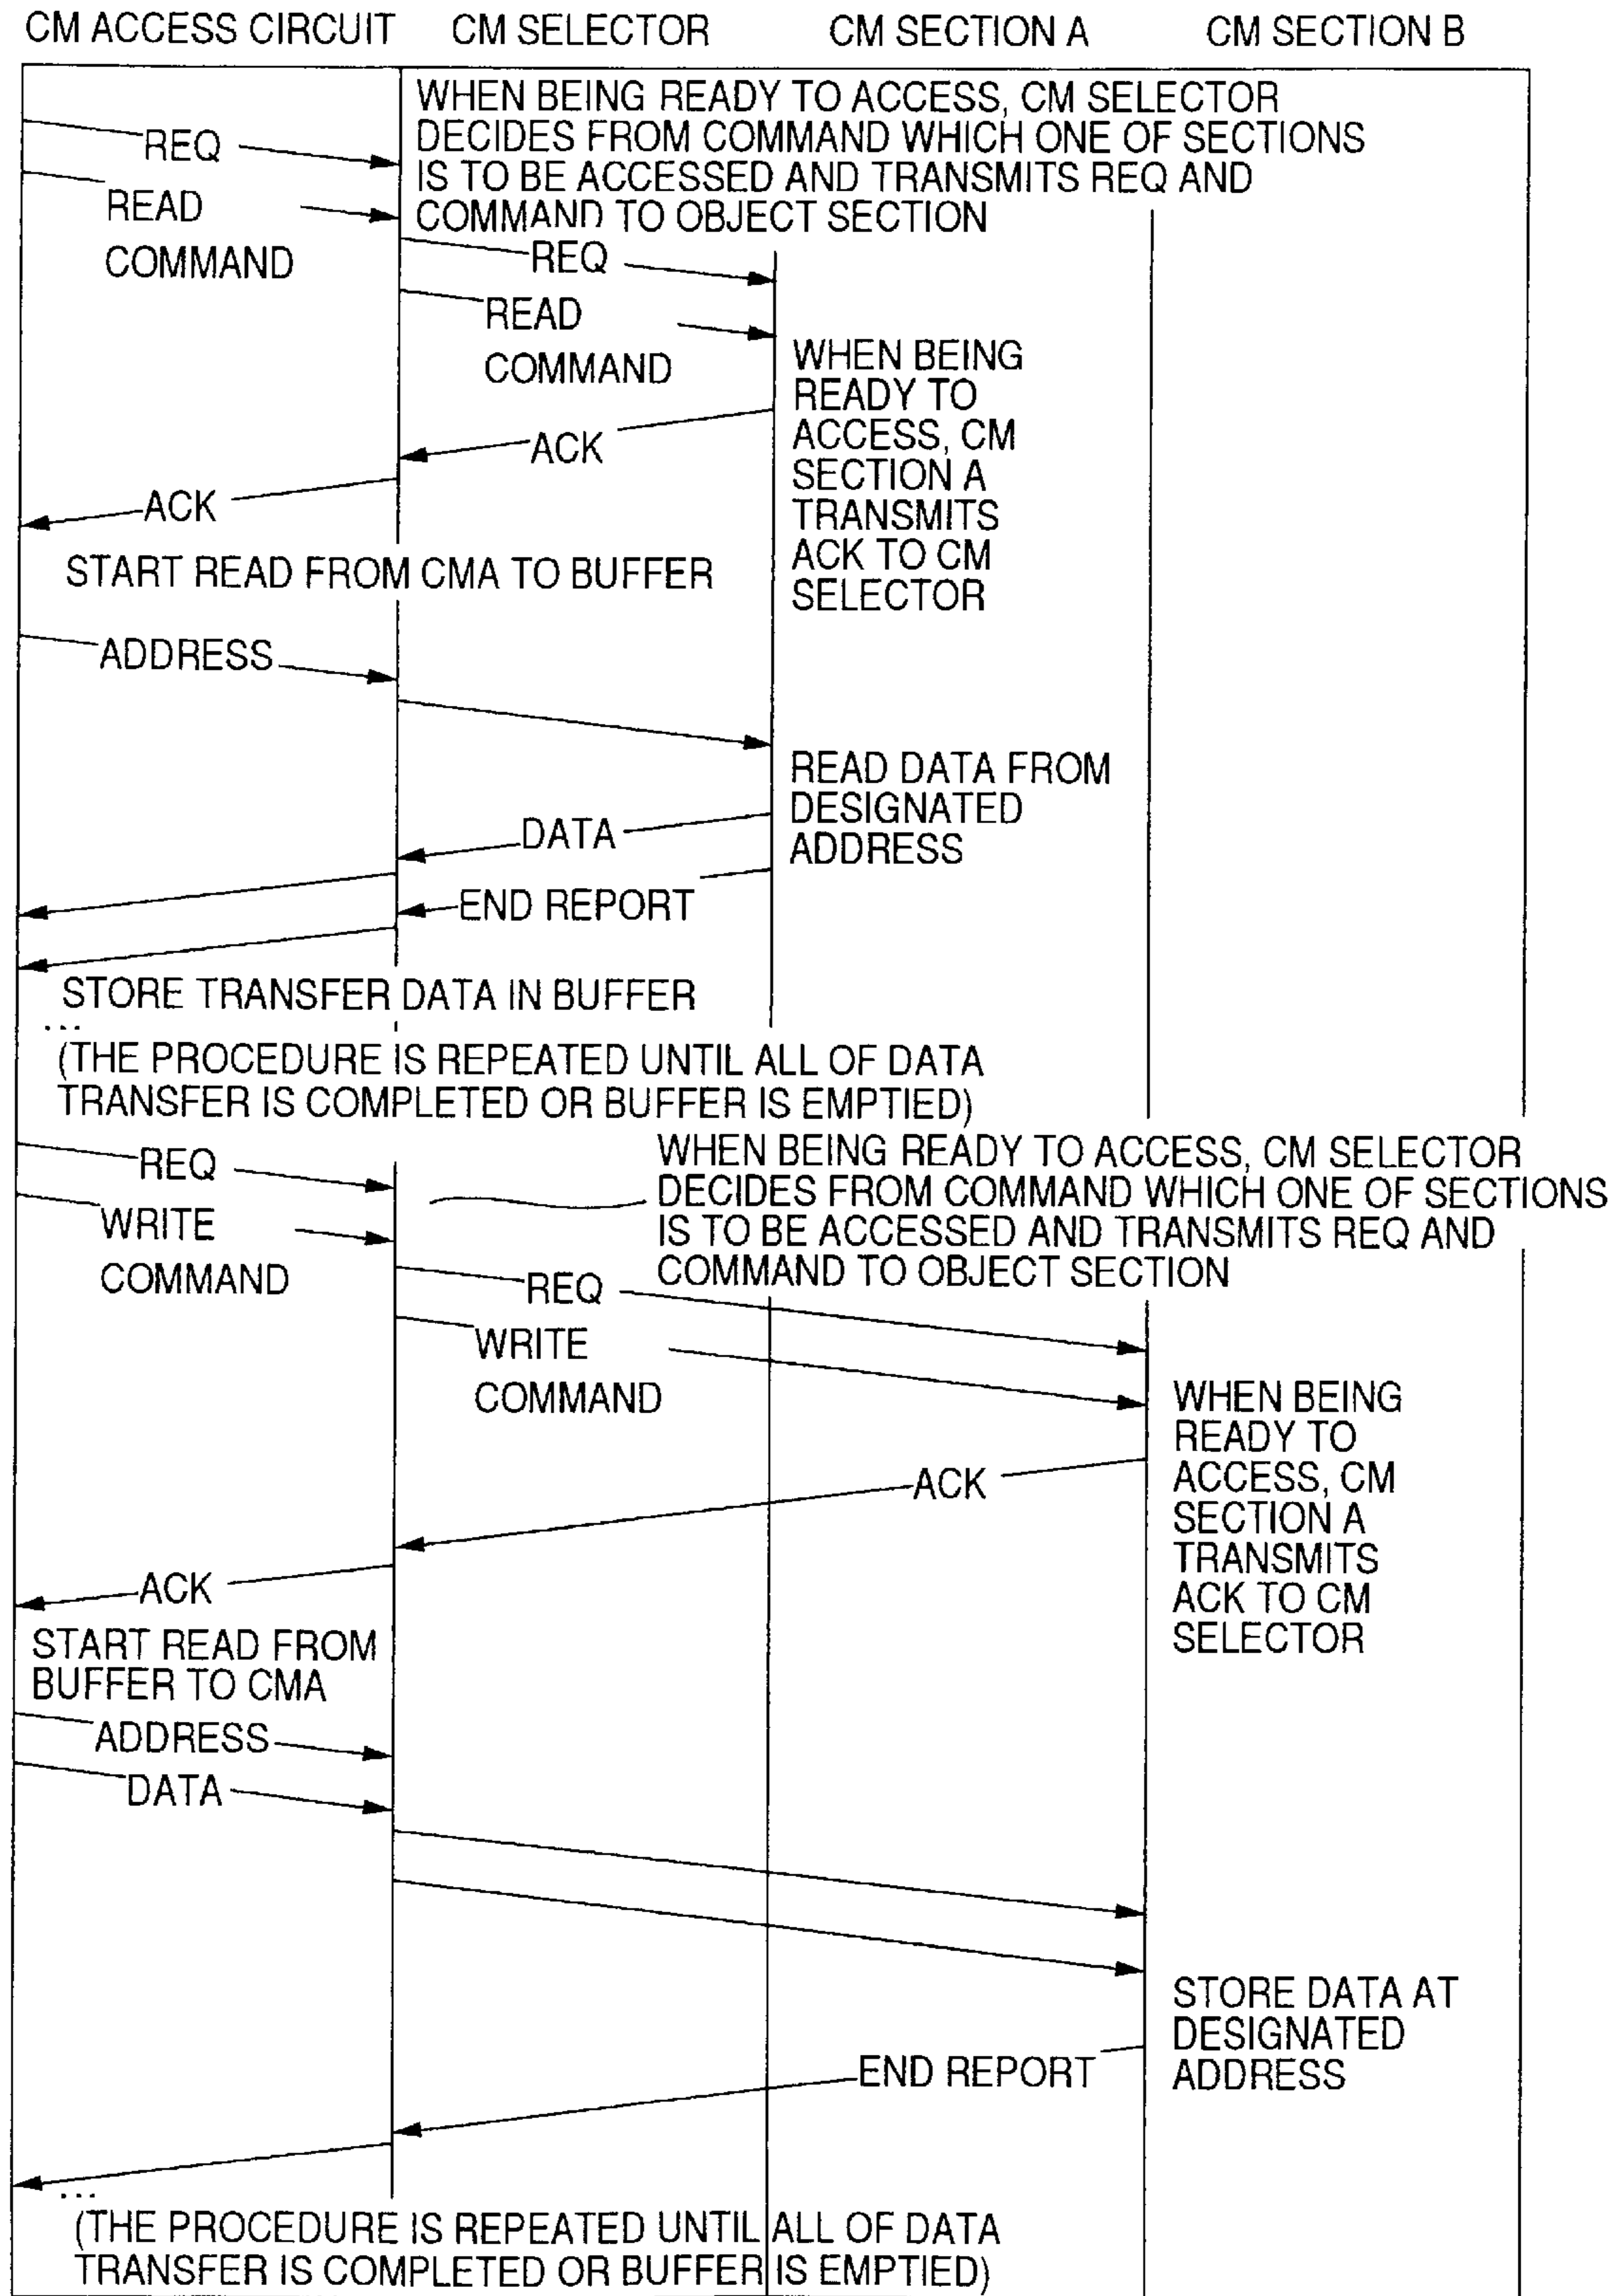 CM ACCESS CIRCUIT CM SELECTOR CM SECTION A CM SECTION B
WHEN BEING READY TO ACCESS, CM SELECTOR
DECIDES FROM COMMAND WHICH ONE OF SECTIONS
IS TO BE ACCESSED AND TRANSMITS REQ AND
COMMAND TO OBJECT SECTION
REQ
READ
COMMAND
REQ
READ
COMMAND
WHEN BEING
READY TO
ACCESS, CM
SECTION A
TRANSMITS
ACK TO CM
SELECTOR
ACK
ACK
START READ FROM CMA TO BUFFER
ADDRESS
READ DATA FROM
DESIGNATED
ADDRESS
DATA
END REPORT
STORE TRANSFER DATA IN BUFFER
...
(THE PROCEDURE IS REPEATED UNTIL ALL OF DATA
TRANSFER IS COMPLETED OR BUFFER IS EMPTIED)
REQ
WRITE
COMMAND
WHEN BEING READY TO ACCESS, CM SELECTOR
DECIDES FROM COMMAND WHICH ONE OF SECTIONS
IS TO BE ACCESSED AND TRANSMITS REQ AND
COMMAND TO OBJECT SECTION
REQ
WRITE
COMMAND
WHEN BEING
READY TO
ACCESS, CM
SECTION A
TRANSMITS
ACK TO CM
SELECTOR
ACK
ACK
START READ FROM
BUFFER TO CMA
ADDRESS
DATA
STORE DATA AT
DESIGNATED
ADDRESS
END REPORT
...
(THE PROCEDURE IS REPEATED UNTIL ALL OF DATA
TRANSFER IS COMPLETED OR BUFFER IS EMPTIED)